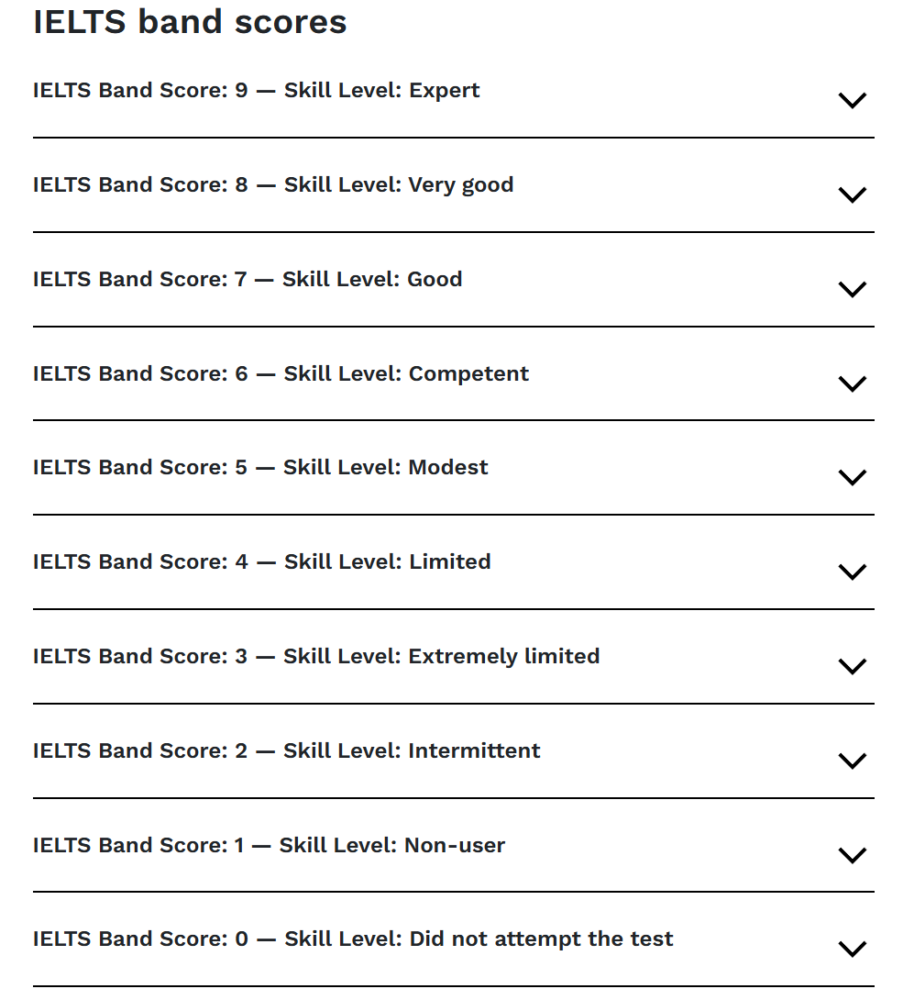 IELTS band scores
IELTS Band Score: 9 — Skill Level: Expert
IELTS Band Score: 8 — Skill Level: Very good
IELTS Band Score: 7 — Skill Level: Good
IELTS Band Score: 6 — Skill Level: Competent
IELTS Band Score: 5 — Skill Level: Modest
IELTS Band Score: 4 — Skill Level: Limited
IELTS Band Score: 3 — Skill Level: Extremely limited
IELTS Band Score: 2 — Skill Level: Intermittent
IELTS Band Score: 1 — Skill Level: Non-user
IELTS Band Score: 0 — Skill Level: Did not attempt the test